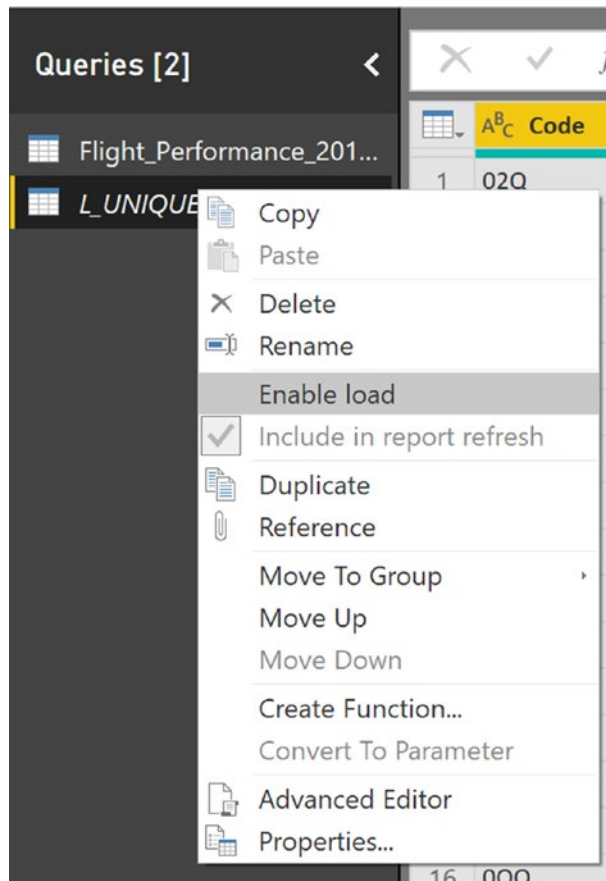 Queries [2]
Flight_Performance_201...
L_UNIQUE
ABC Code
1 02Q
Copy
Paste
Delete
Rename
Enable load
Include in report refresh
Duplicate
Reference
Move To Group
Move Up
Move Down
Create Function...
Convert To Parameter
Advanced Editor
Properties...
16